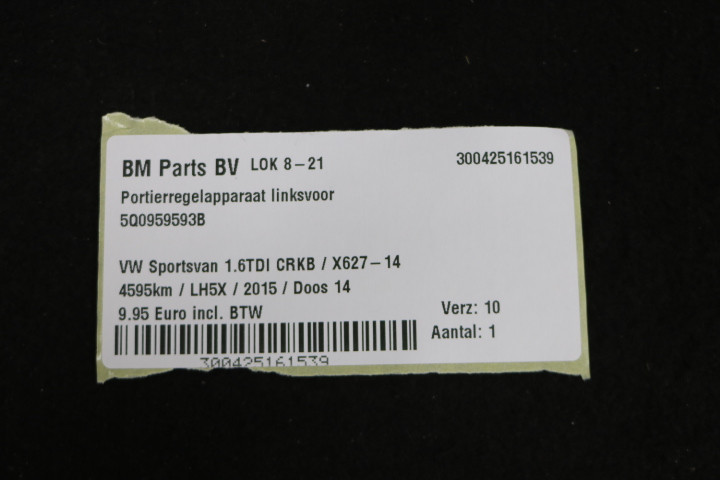 BM Parts BV LOK 8-21 300425161539
Portierregelapparaat linksvoor
5Q0959593B
VW Sportsvan 1.6TDI CRKB / X627-14
4595km / LH5X / 2015 / Doos 14
9.95 Euro incl. BTW Verz: 10
Aantal: 1
300425161539